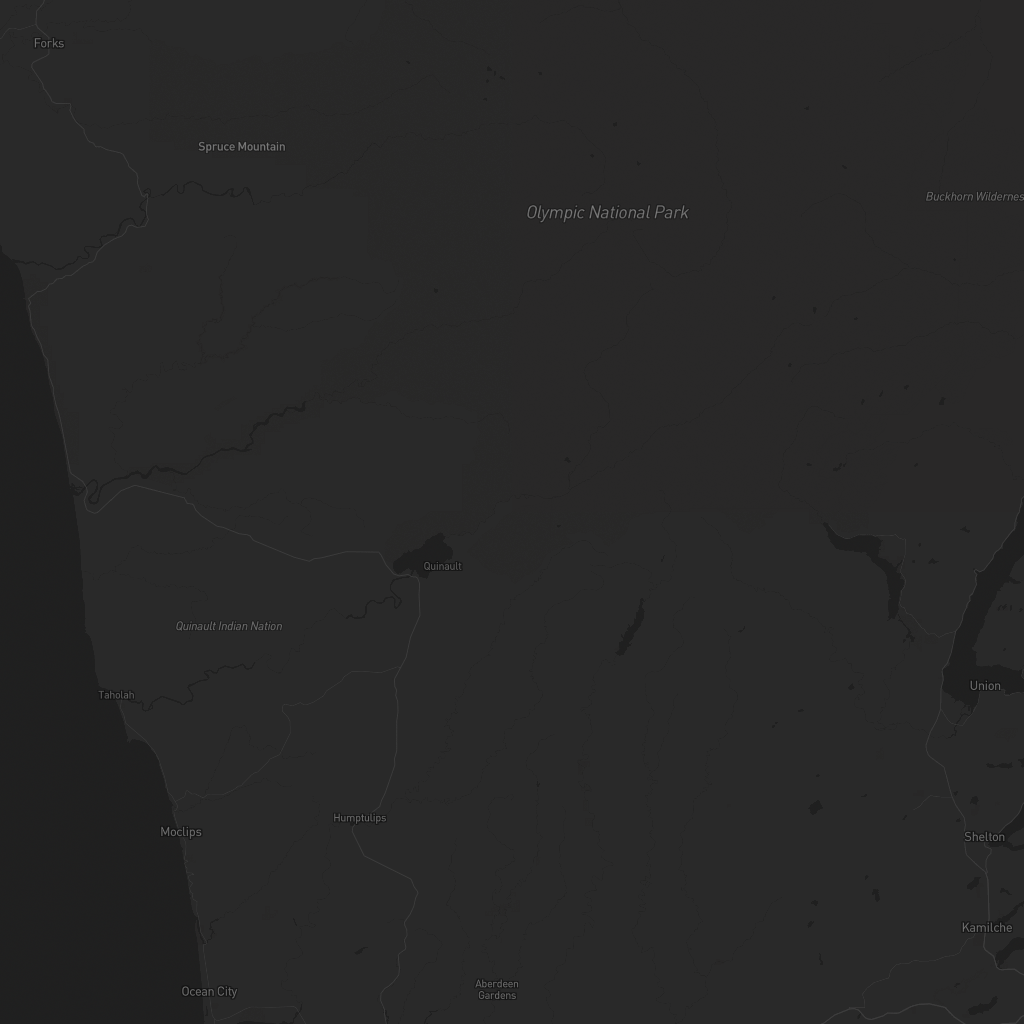 Forks
Spruce Mountain
Buckhorn Wildernes
Olympic National Park
Quinault
Quinault Indian Nation
Union
Taholah
Humptulips
Moclips
Shelton
Kamilche
Aberdeen
Gardens
Ocean City